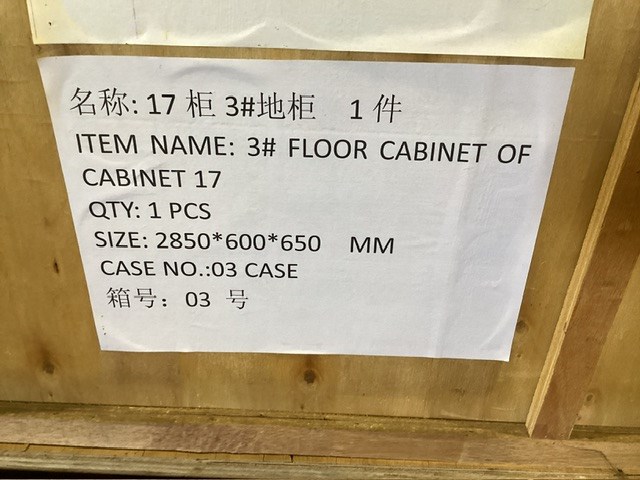 名称: 17 柜 3#地柜 1 件
ITEM NAME: 3# FLOOR CABINET OF
CABINET 17
QTY: 1 PCS
SIZE: 2850*600*650 MM
CASE NO.:03 CASE
箱号：03 号